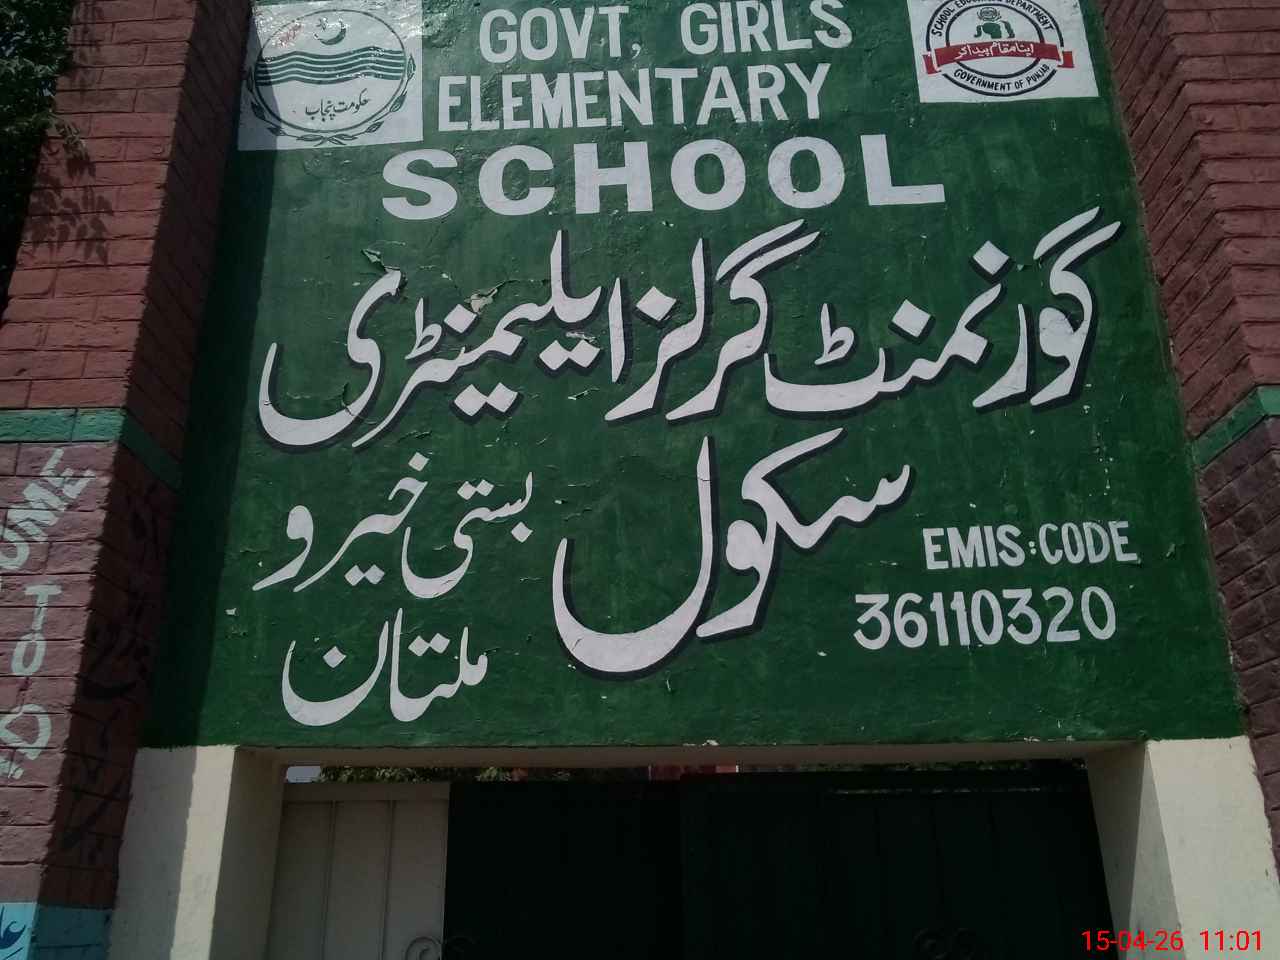 GOVT, GIRLS
ELEMENTARY
SCHOOL
حکومت پنجاب
SCHOOL EDUCATION DEPARTMENT
اپنا مقام پیدا کر
GOVERNMENT OF PUNJAB
گورنمنٹ گرلز ایلیمنٹری
سکول
بستی خیرو
ملتان
EMIS:CODE
36110320
15-04-26 11:01